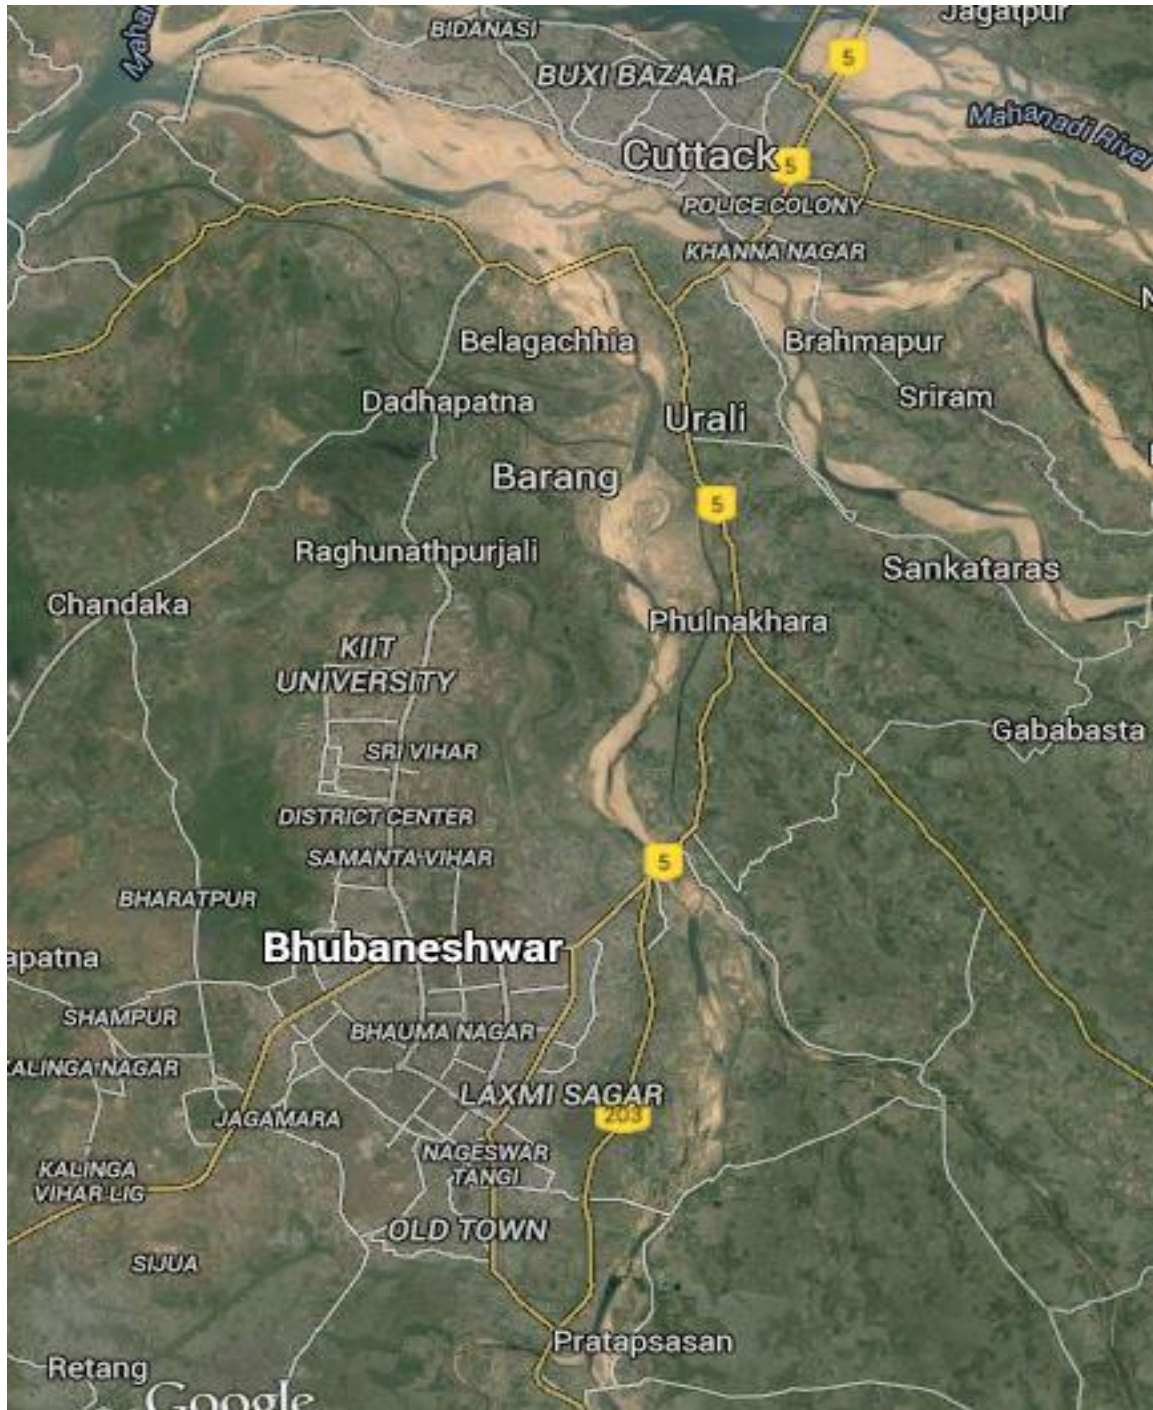 Jagatpur
BIDANASI
Maha
5
BUXI BAZAAR
Mahanadi River
Cuttack
5
POLICE COLONY
KHANNA NAGAR
N
Belagachhia
Brahmapur
Dadhapatna
Sriram
Urali
Barang
5
Raghunathpurjali
Sankataras
Chandaka
Phulnakhara
KIIT
UNIVERSITY
Gababasta
SRI VIHAR
DISTRICT CENTER
SAMANTA VIHAR
5
BHARATPUR
Bhubaneshwar
apatna
SHAMPUR
BHAUMA NAGAR
KALINGA NAGAR
LAXMI SAGAR
203
JAGAMARA
NAGESWAR
TANGI
KALINGA
VIHAR LIG
OLD TOWN
SIJUA
Pratapsasan
Retang
Google